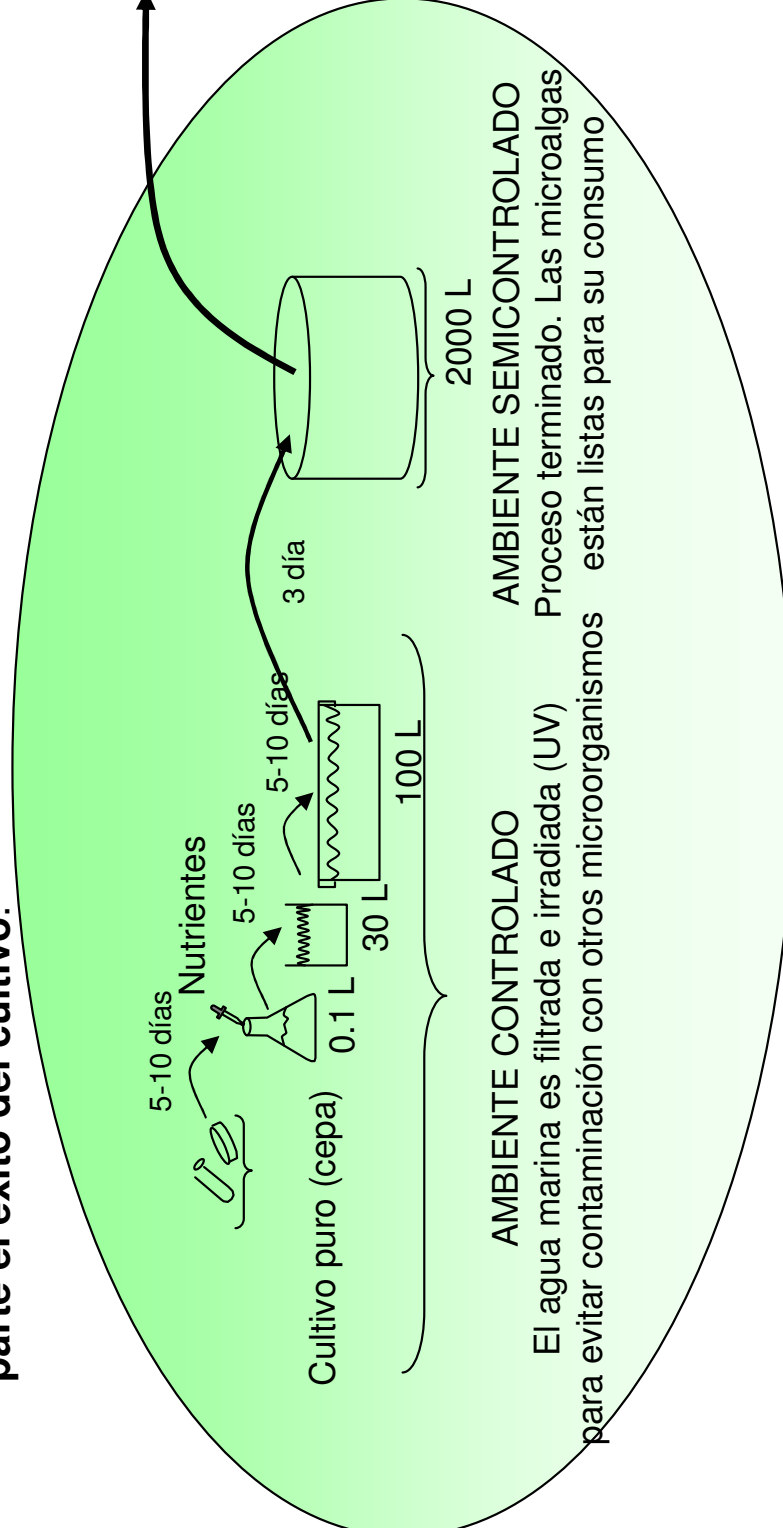 parte el éxito del cultivo.
5-10 días
Nutrientes
5-10 días
5-10 días
3 día
Cultivo puro (cepa)
0.1 L
30 L
100 L
2000 L
AMBIENTE CONTROLADO
El agua marina es filtrada e irradiada (UV)
para evitar contaminación con otros microorganismos
AMBIENTE SEMICONTROLADO
Proceso terminado. Las microalgas
están listas para su consumo